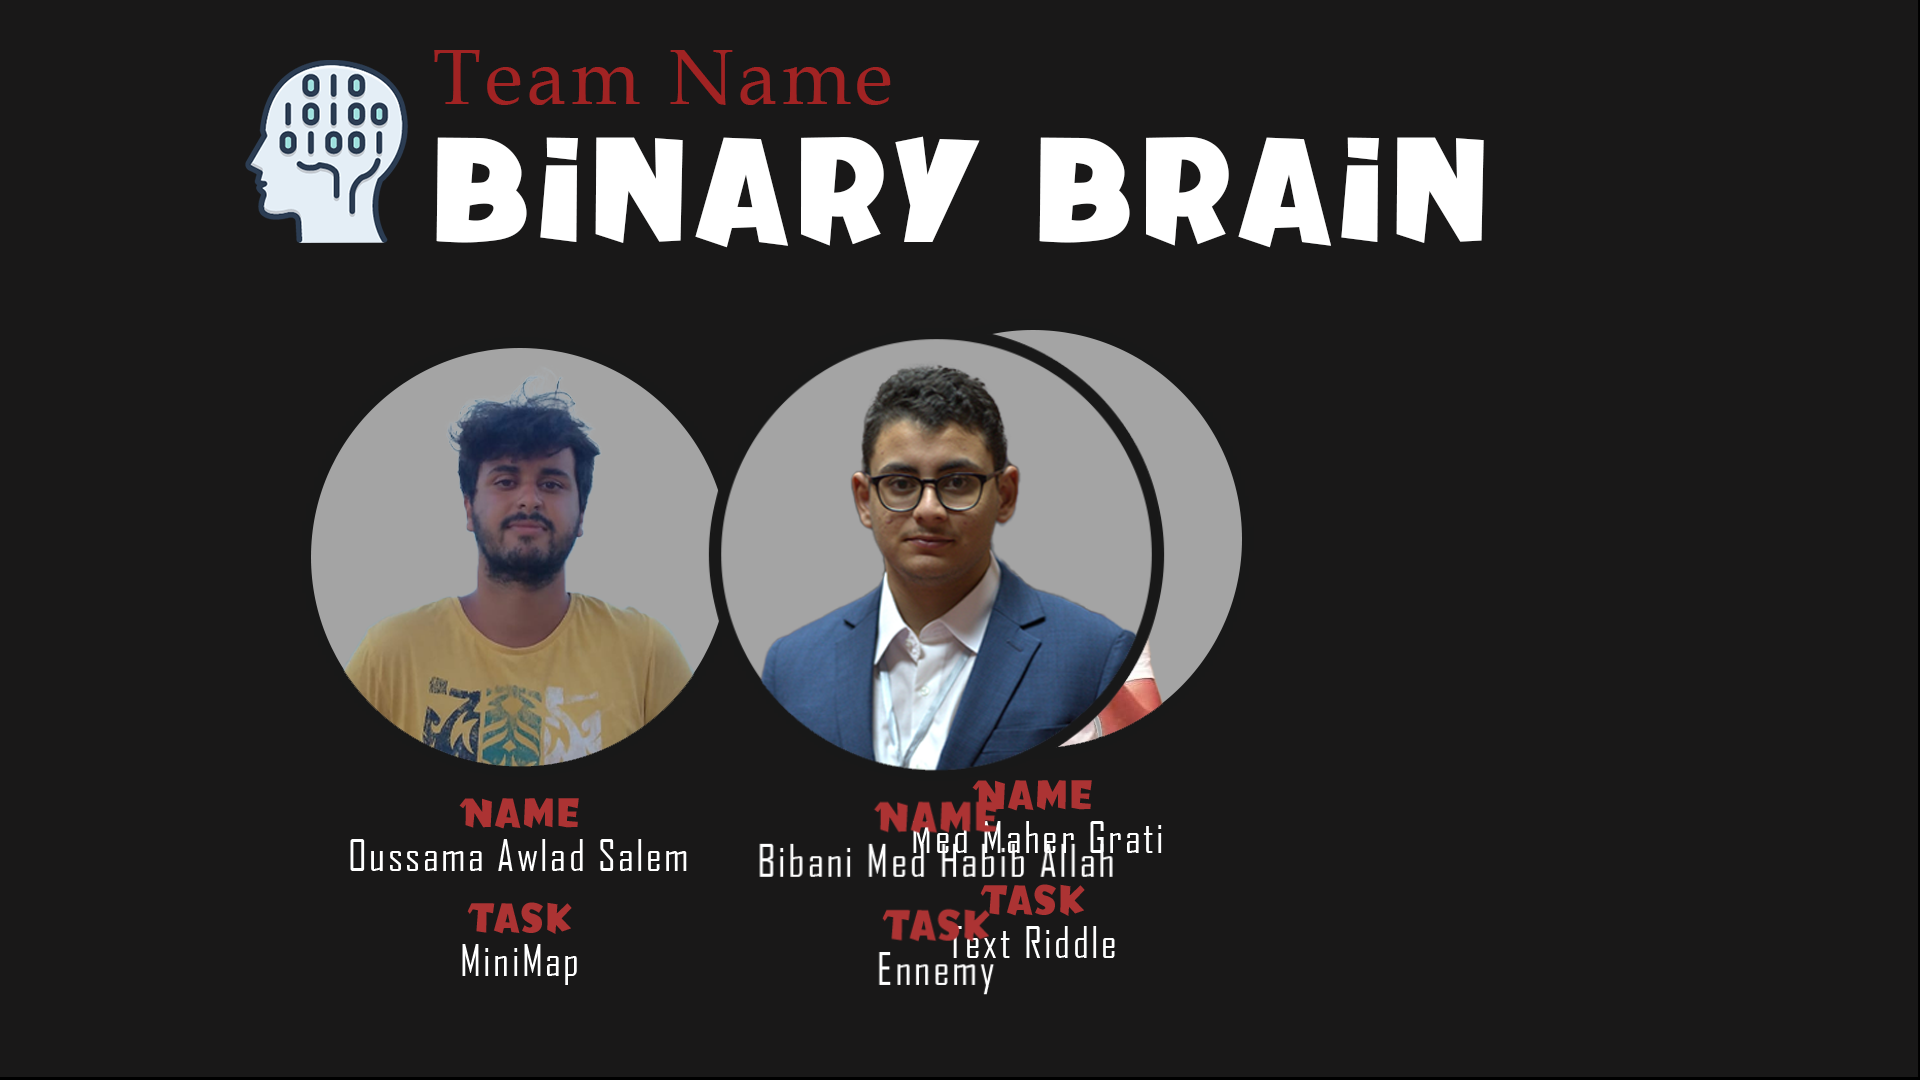 Team Name
BiNARY BRAiN
010
10100
01001
NAME
Oussama Awlad Salem
TASK
MiniMap
NAME
Bibani Med Habib Allah
TASK
Ennemy
NAME
Med Maher Grati
TASK
Text Riddle